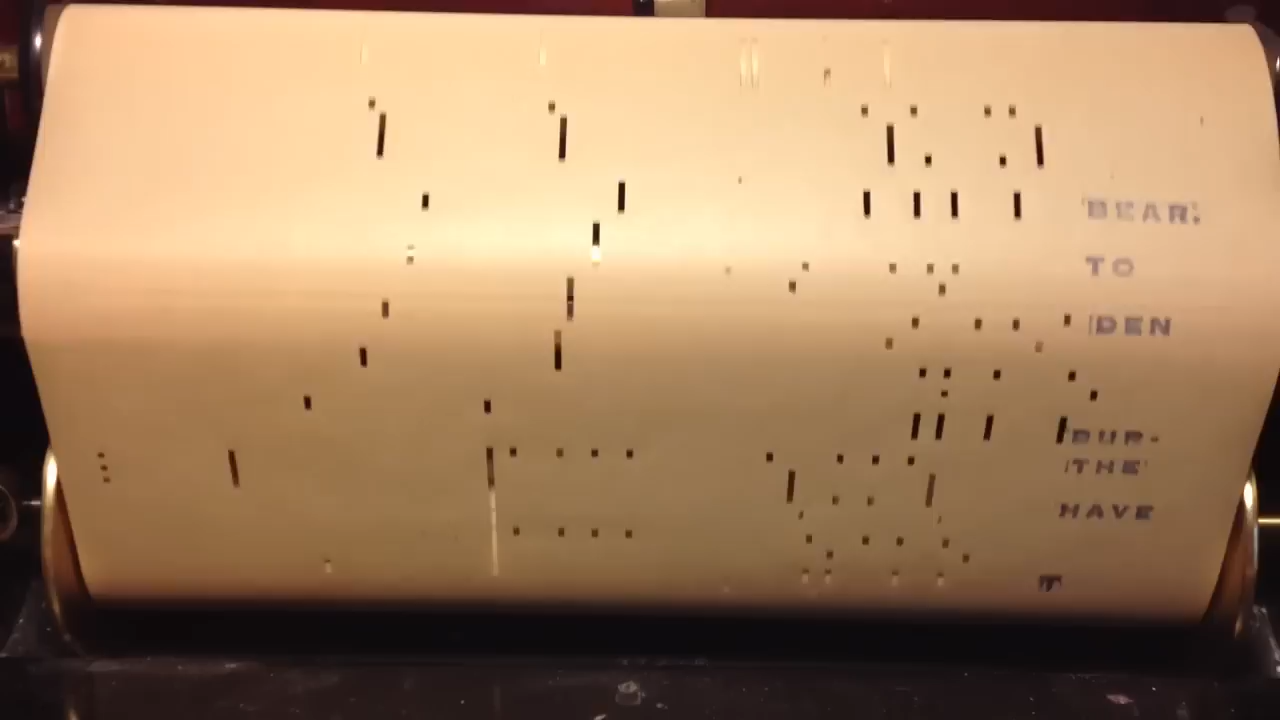 BEAR.
TO
DEN
BUR-
THE
HAVE